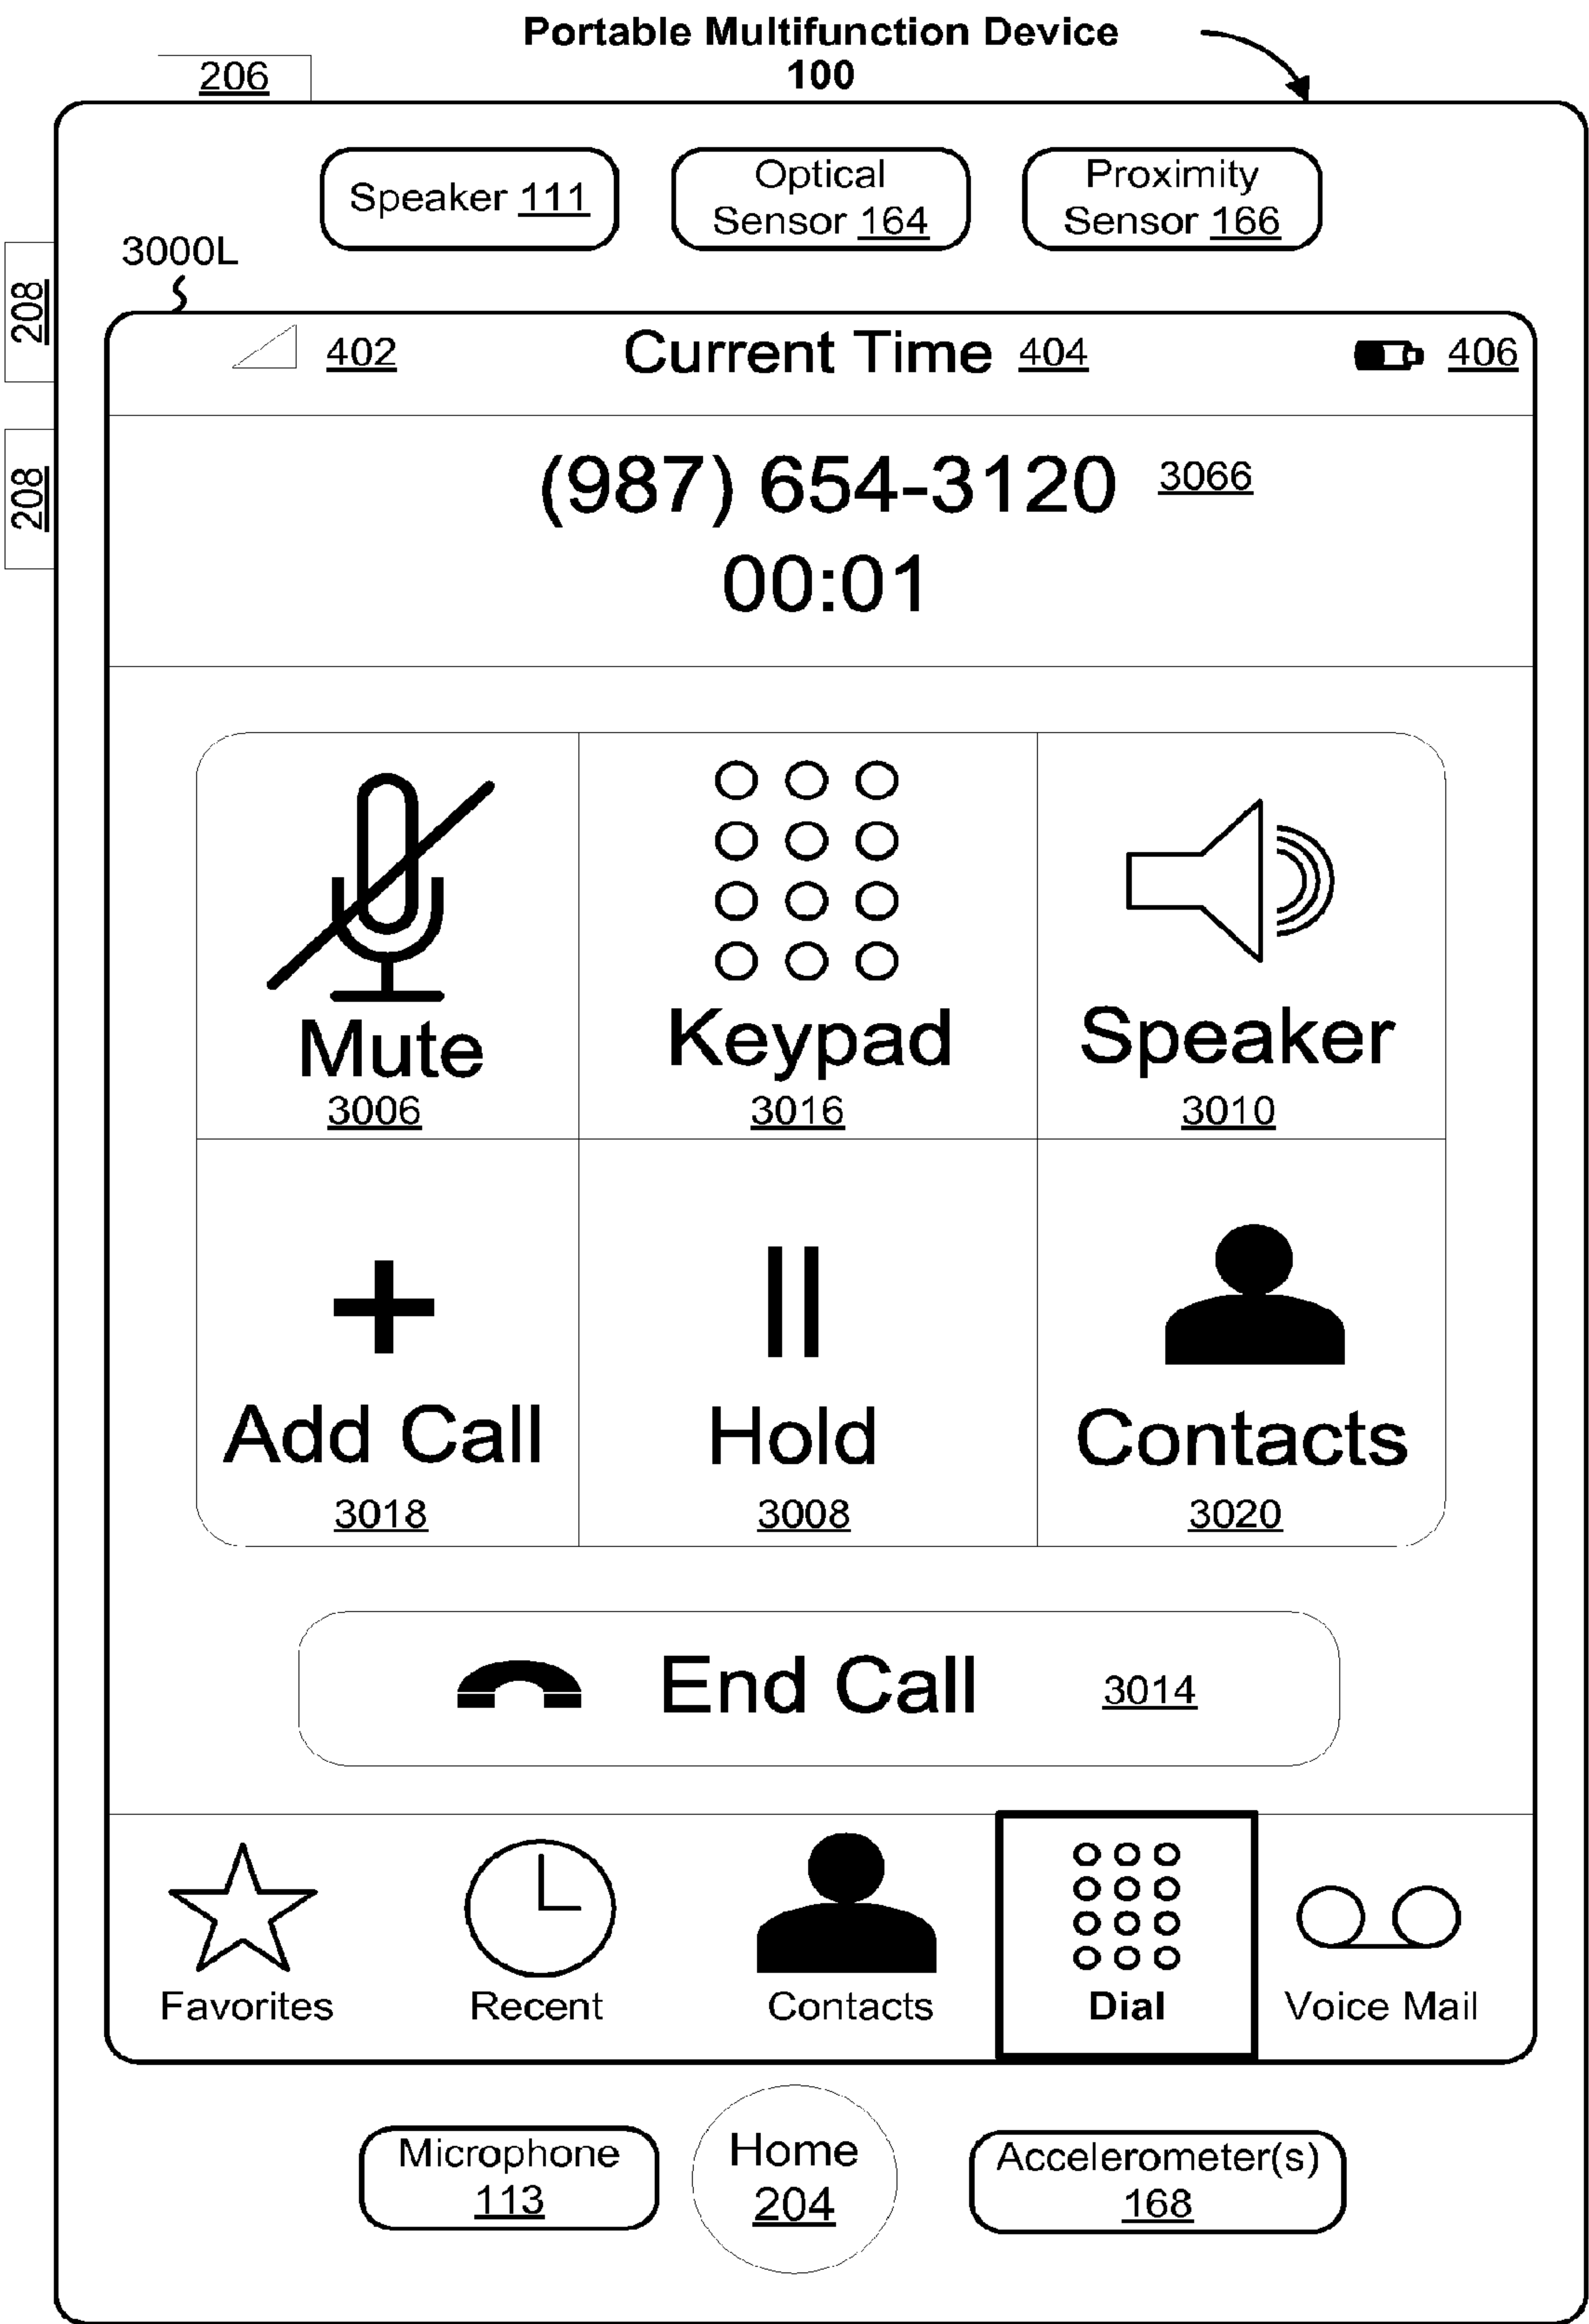 Portable Multifunction Device
100
206
Speaker 111
Optical
Sensor 164
Proximity
Sensor 166
3000L
208
208
402
Current Time 404
406
(987) 654-3120 3066
00:01
Mute
3006
Keypad
3016
Speaker
3010
Add Call
3018
Hold
3008
Contacts
3020
End Call 3014
Favorites
Recent
Contacts
Dial
Voice Mail
Microphone
113
Home
204
Accelerometer(s)
168